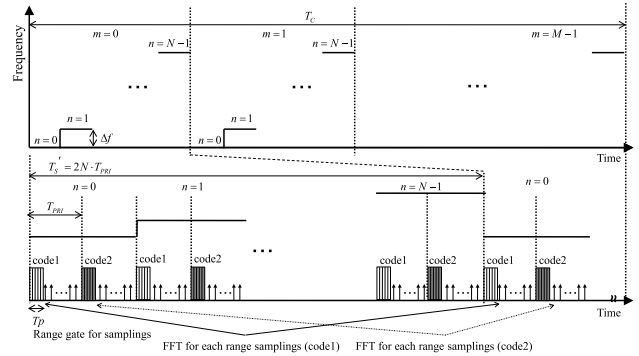 T_C
m = 0
m = 1
m = M − 1
n = N − 1
n = N − 1
Frequency
...
...
...
n = 1
n = 1
n = 0
Δf
n = 0
Time
T_S' = 2N · T_PRI
n = 0
n = 1
n = N − 1
n = 0
T_PRI
...
code1
code2
code1
code2
code1
code2
code1
code2
... ... ... ... ... ... ... ...
Tp
Time
Range gate for samplings
FFT for each range samplings (code1)
FFT for each range samplings (code2)